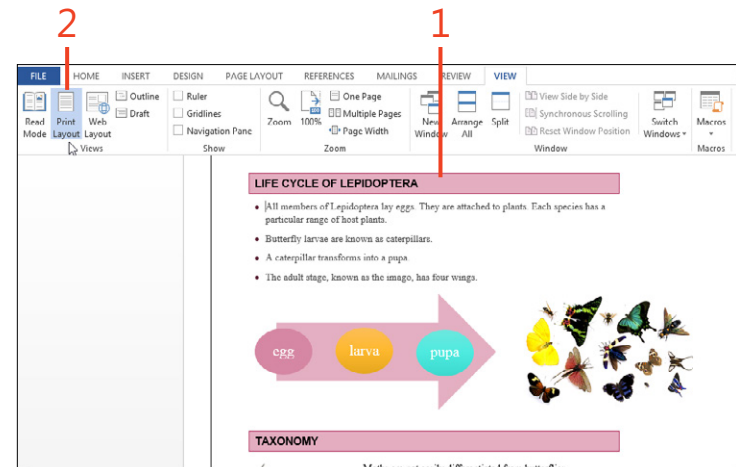 2 1
FILE HOME INSERT DESIGN PAGE LAYOUT REFERENCES MAILINGS REVIEW VIEW
Read Mode
Print Layout
Web Layout
Outline
Draft
Views
Ruler
Gridlines
Navigation Pane
Show
Zoom
100%
One Page
Multiple Pages
Page Width
Zoom
New Window
Arrange All
Split
View Side by Side
Synchronous Scrolling
Reset Window Position
Window
Switch Windows
Macros
Macros
LIFE CYCLE OF LEPIDOPTERA
• All members of Lepidoptera lay eggs. They are attached to plants. Each species has a
particular range of host plants.
• Butterfly larvae are known as caterpillars.
• A caterpillar transforms into a pupa.
• The adult stage, known as the imago, has four wings.
egg larva pupa
TAXONOMY